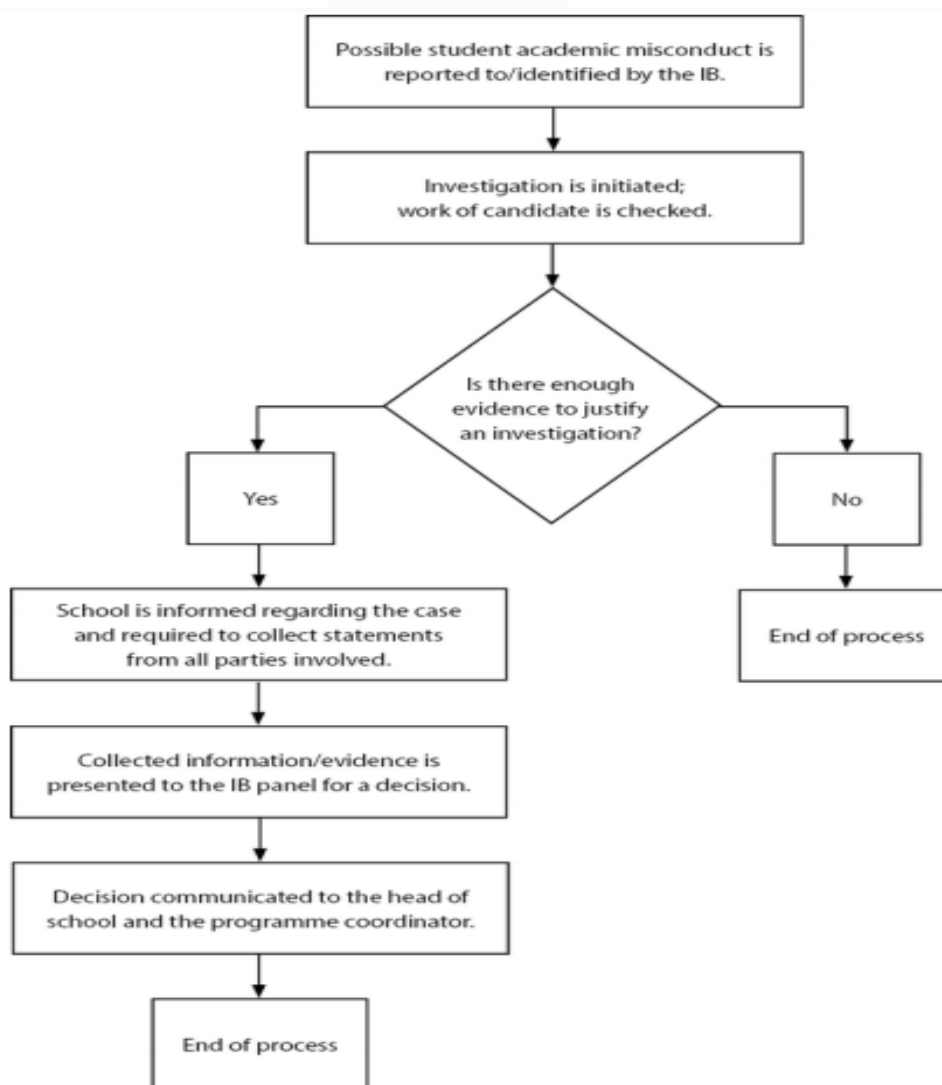 Possible student academic misconduct is
reported to/identified by the IB.
Investigation is initiated;
work of candidate is checked.
Is there enough
evidence to justify
an investigation?
Yes
No
School is informed regarding the case
and required to collect statements
from all parties involved.
End of process
Collected information/evidence is
presented to the IB panel for a decision.
Decision communicated to the head of
school and the programme coordinator.
End of process